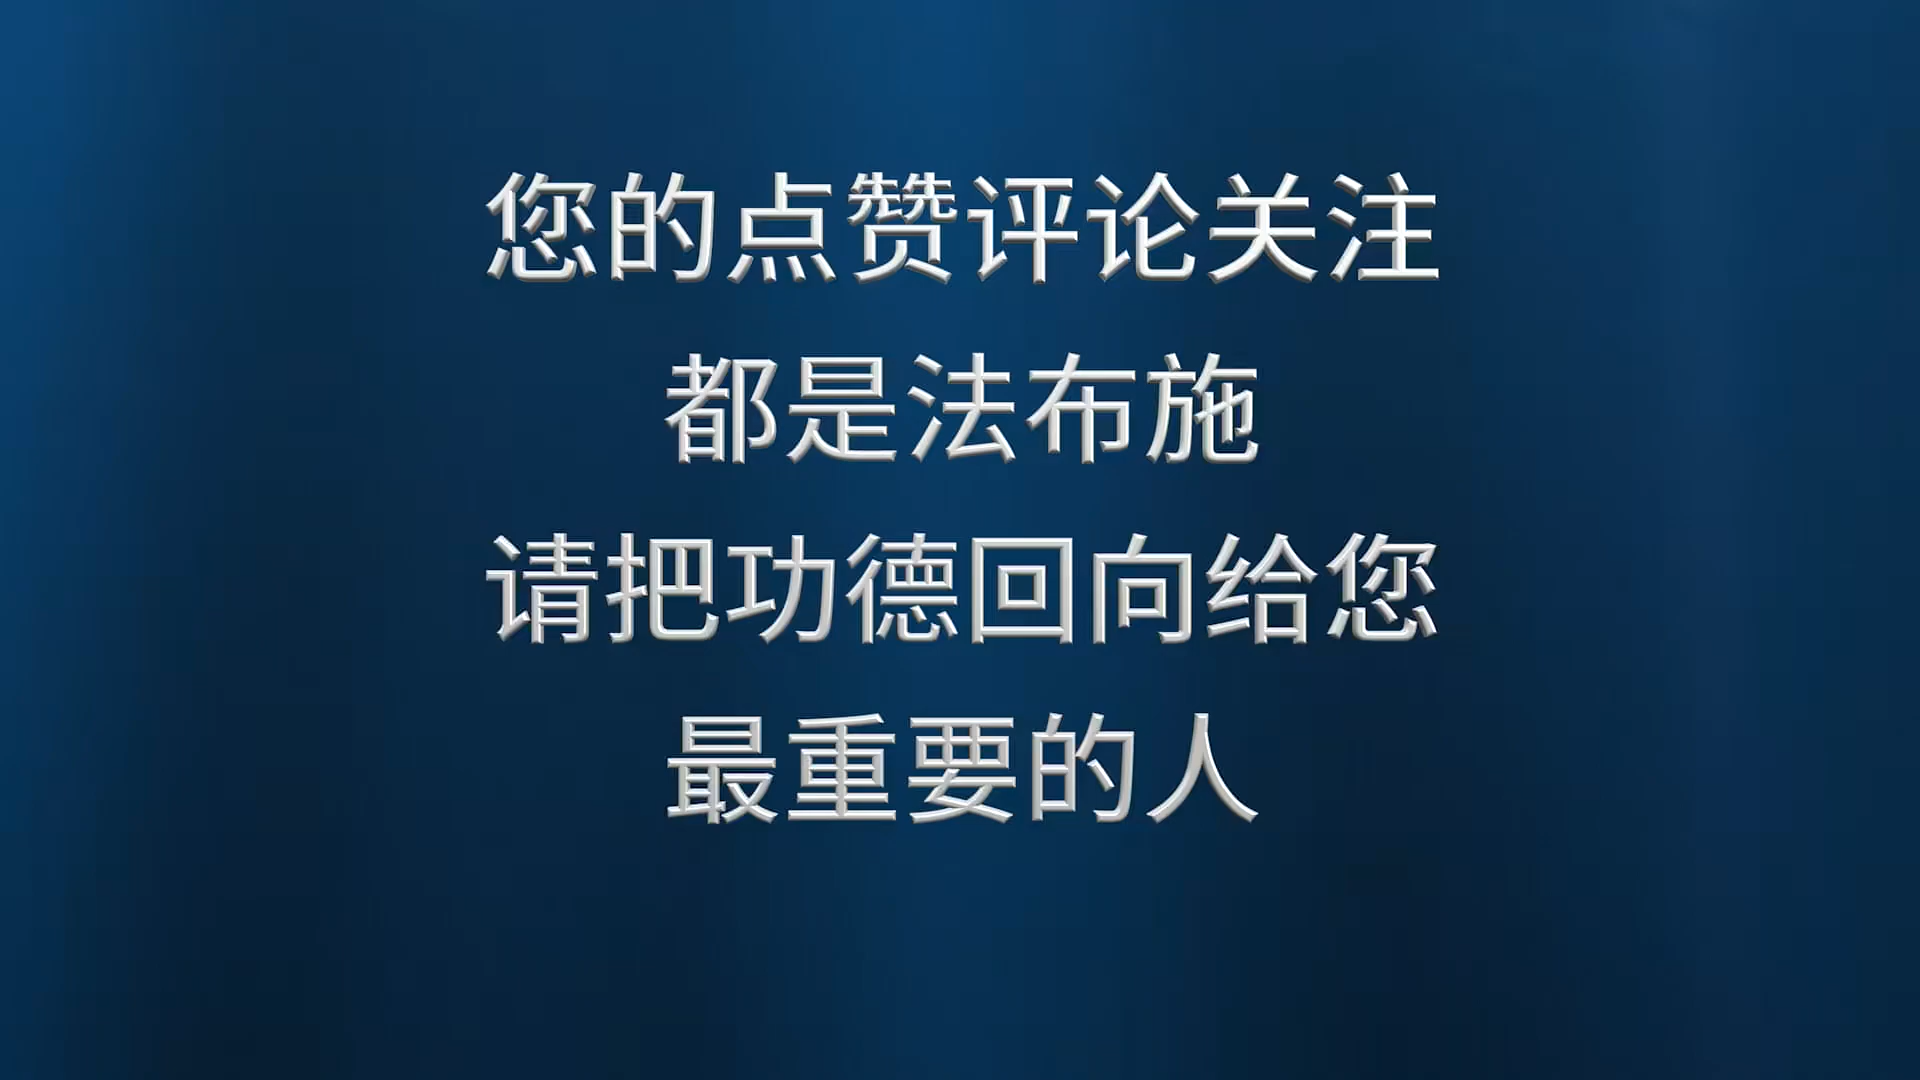 您的点赞评论关注
都是法布施
请把功德回向给您
最重要的人